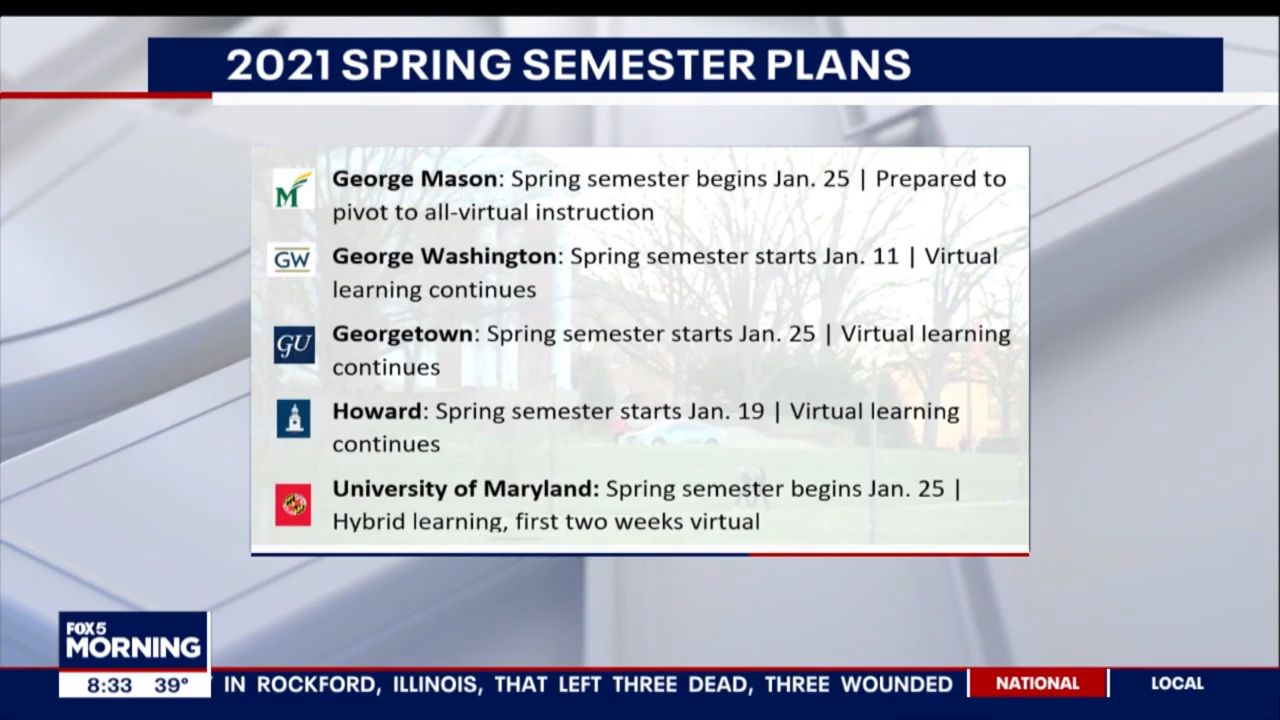 2021 SPRING SEMESTER PLANS
M
George Mason: Spring semester begins Jan. 25 | Prepared to
pivot to all-virtual instruction
GW
George Washington: Spring semester starts Jan. 11 | Virtual
learning continues
GU
Georgetown: Spring semester starts Jan. 25 | Virtual learning
continues
Howard: Spring semester starts Jan. 19 | Virtual learning
continues
University of Maryland: Spring semester begins Jan. 25 |
Hybrid learning, first two weeks virtual
FOX 5
MORNING
8:33 39°
IN ROCKFORD, ILLINOIS, THAT LEFT THREE DEAD, THREE WOUNDED
NATIONAL
LOCAL